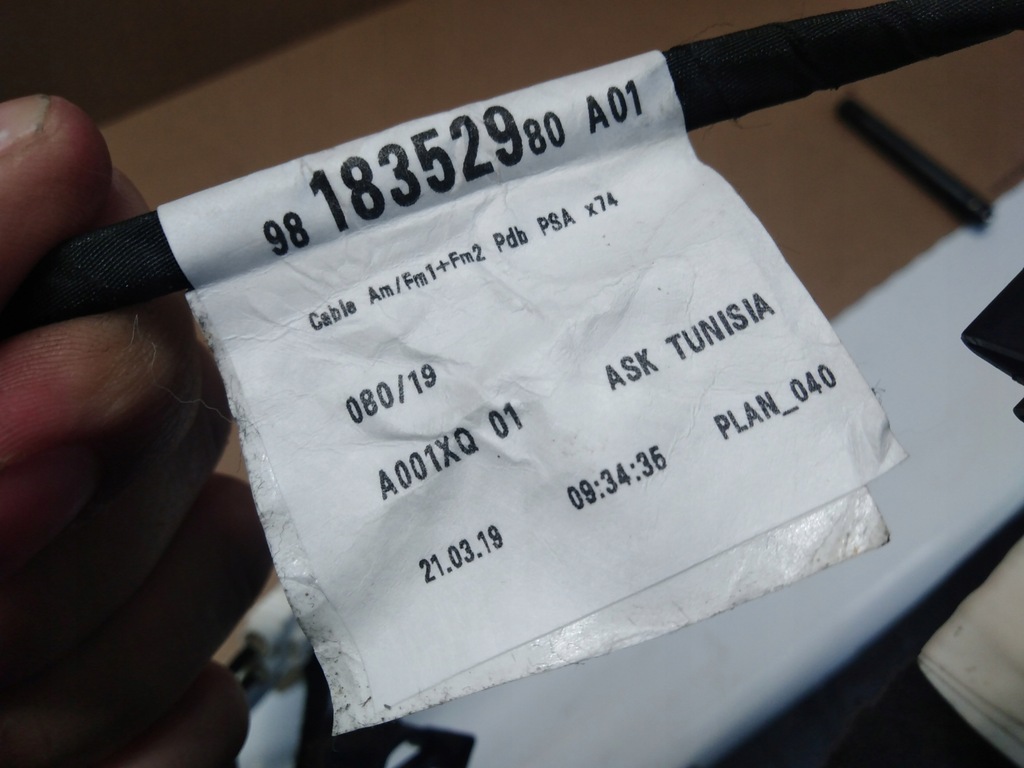 98 18352980 A01
Cable Am/Fm1+Fm2 Pdb PSA x74
080/19 ASK TUNISIA
A001XQ 01 PLAN_040
21.03.19 09:34:35